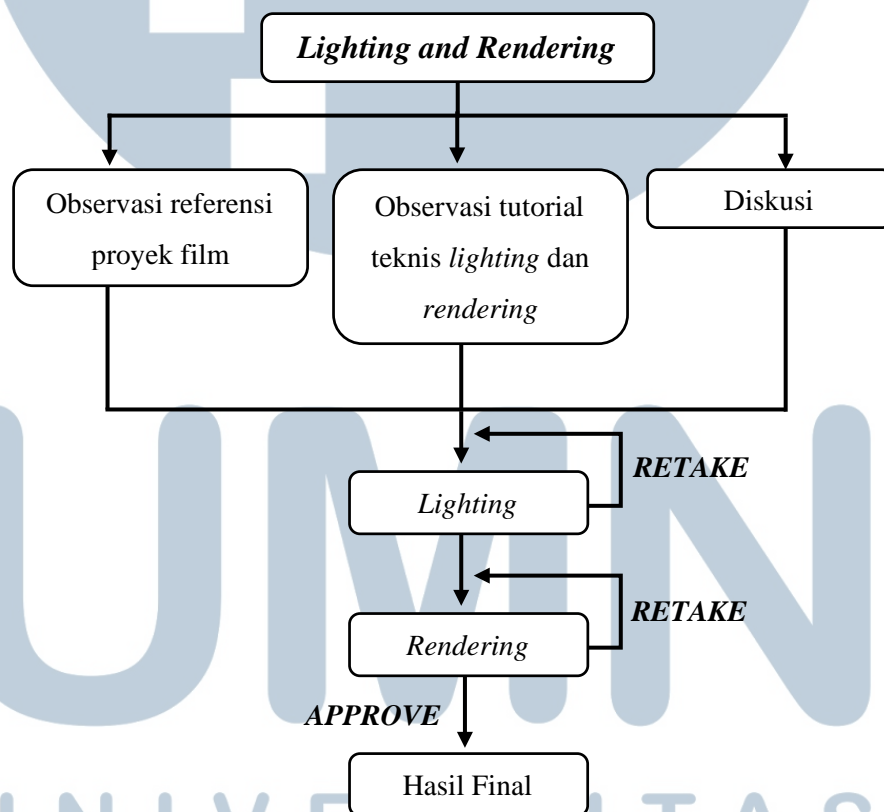 Lighting and Rendering
Observasi referensi
proyek film
Observasi tutorial
teknis lighting dan
rendering
Diskusi
RETAKE
Lighting
RETAKE
Rendering
APPROVE
Hasil Final
UMN